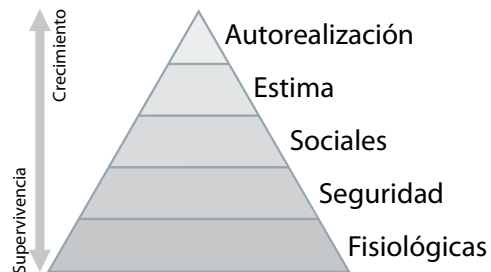 Crecimiento
Supervivencia
Autorealización
Estima
Sociales
Seguridad
Fisiológicas